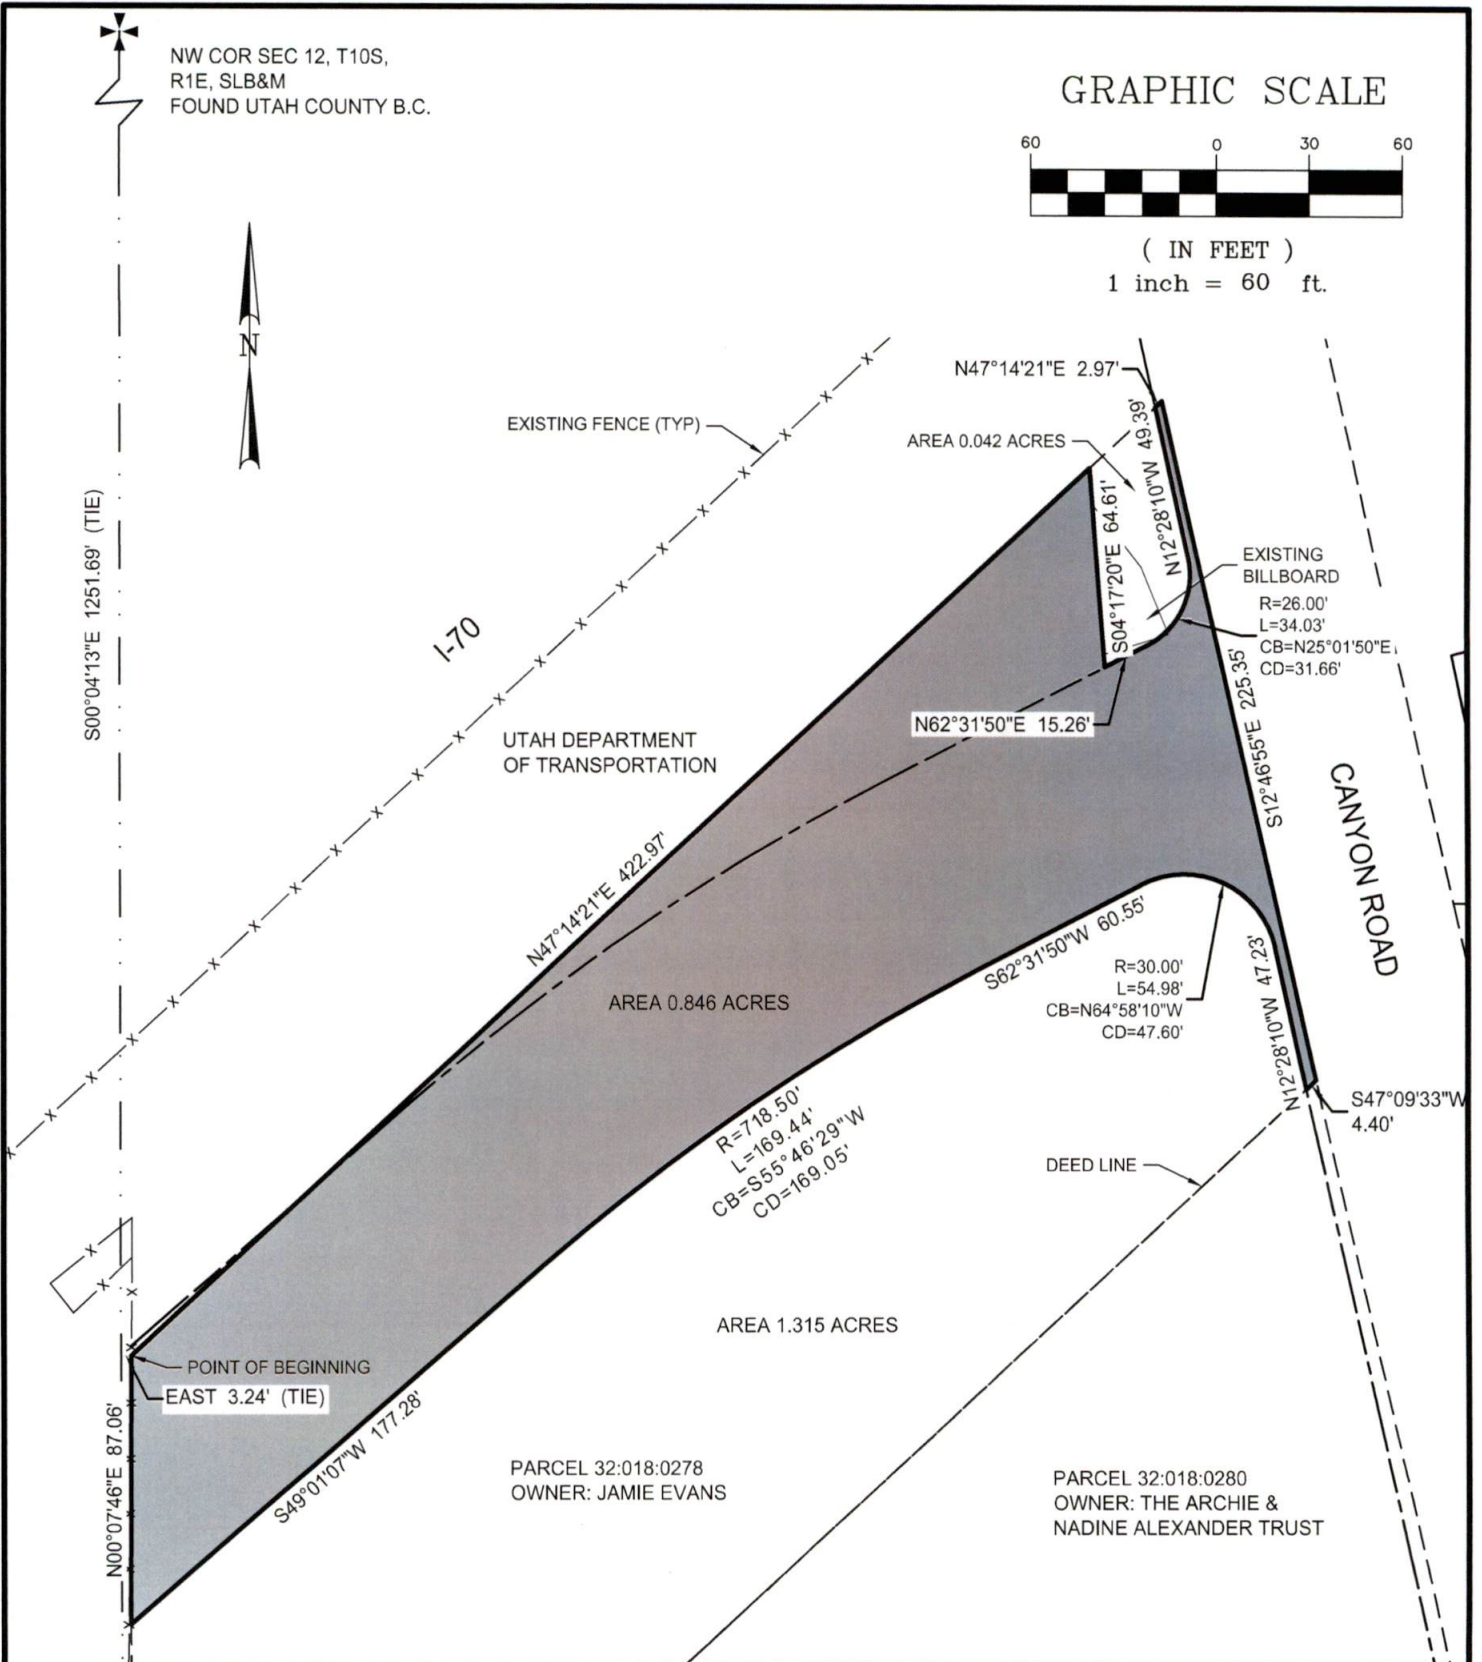 NW COR SEC 12, T10S,
R1E, SLB&M
FOUND UTAH COUNTY B.C.
GRAPHIC SCALE
60 0 30 60
( IN FEET )
1 inch = 60 ft.
N
N47°14'21"E 2.97'
EXISTING FENCE (TYP)
AREA 0.042 ACRES
N12°28'10"W 49.39'
S04°17'20"E 64.61'
S00°04'13"E 1251.69' (TIE)
EXISTING
BILLBOARD
R=26.00'
L=34.03'
CB=N25°01'50"E
CD=31.66'
I-70
N62°31'50"E 15.26'
S12°46'55"E 225.35'
UTAH DEPARTMENT
OF TRANSPORTATION
CANYON ROAD
N47°14'21"E 422.97'
S62°31'50"W 60.55'
AREA 0.846 ACRES
R=30.00'
L=54.98'
CB=N64°58'10"W
CD=47.60'
N12°28'10"W 47.23'
S47°09'33"W
4.40'
R=718.50'
L=169.44'
CB=S55°46'29"W
CD=169.05'
DEED LINE
AREA 1.315 ACRES
POINT OF BEGINNING
EAST 3.24' (TIE)
N00°07'46"E 87.06'
S49°01'07"W 177.28'
PARCEL 32:018:0278
OWNER: JAMIE EVANS
PARCEL 32:018:0280
OWNER: THE ARCHIE &
NADINE ALEXANDER TRUST